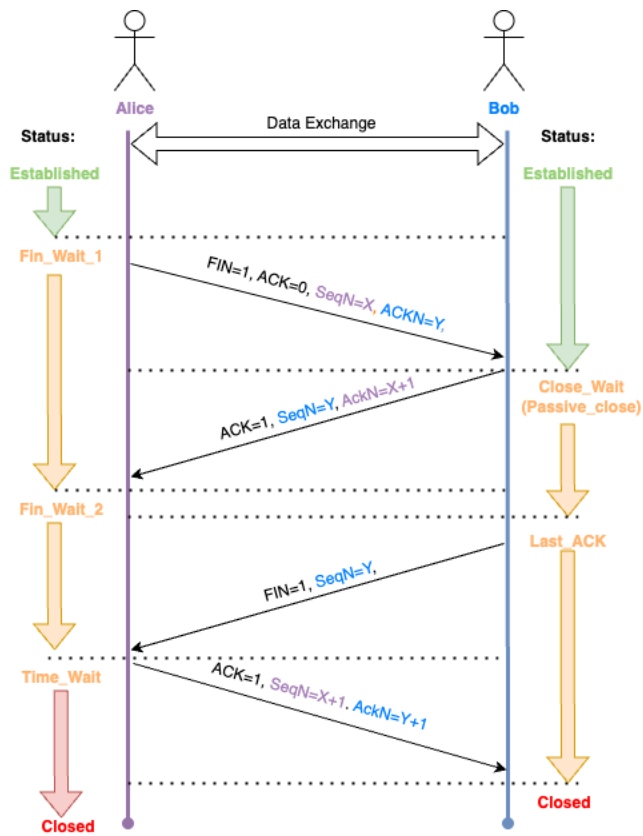 Alice
Bob
Status:
Data Exchange
Status:
Established
Established
Fin_Wait_1
FIN=1, ACK=0, SeqN=X, ACKN=Y,
Close_Wait
(Passive_close)
ACK=1, SeqN=Y, AckN=X+1
Fin_Wait_2
Last_ACK
FIN=1, SeqN=Y,
Time_Wait
ACK=1, SeqN=X+1. AckN=Y+1
Closed
Closed